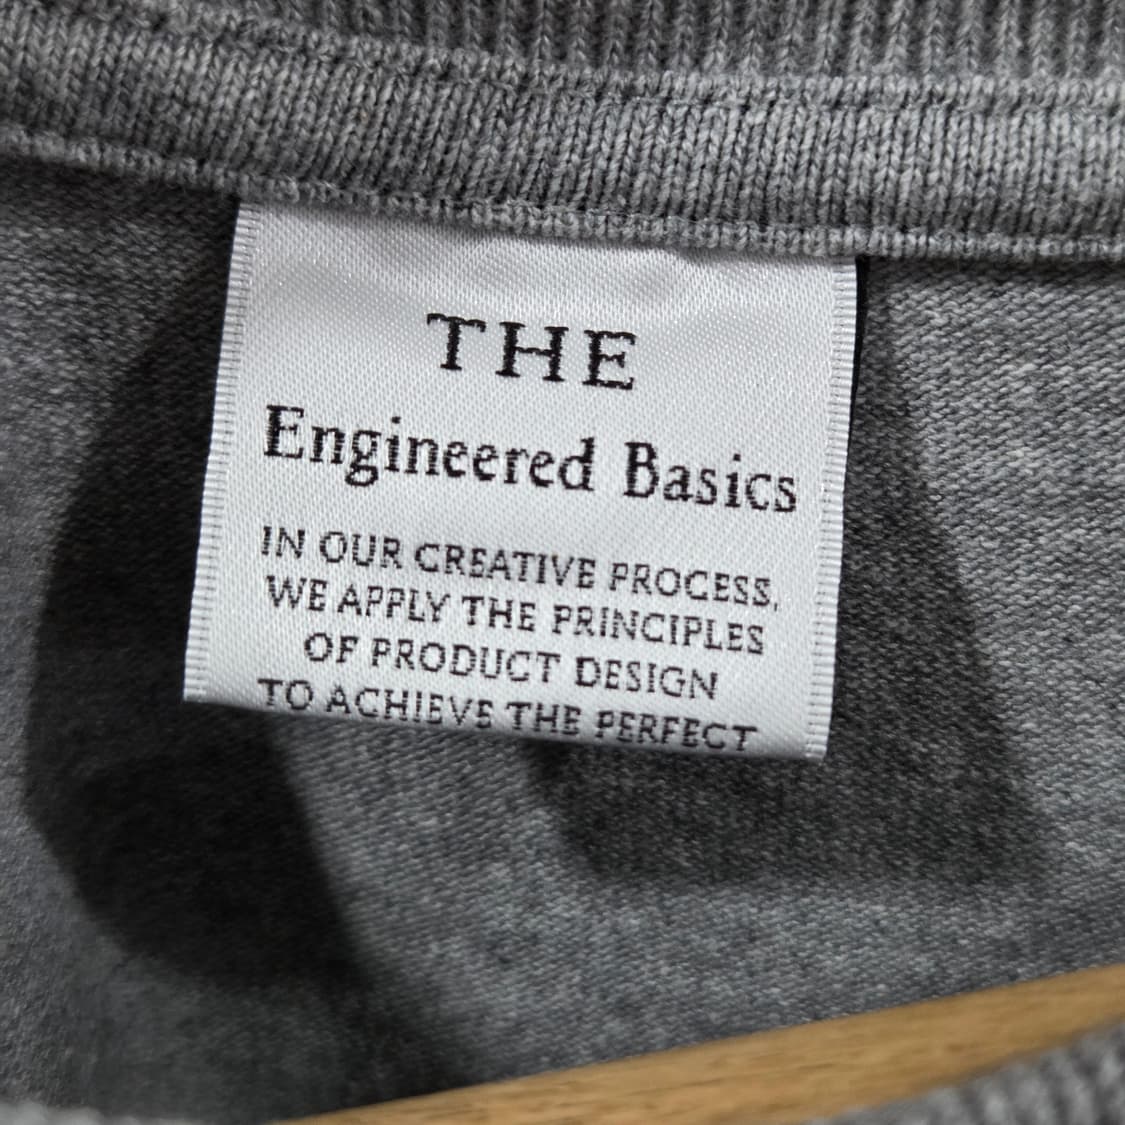 THE
Engineered Basics
IN OUR CREATIVE PROCESS,
WE APPLY THE PRINCIPLES
OF PRODUCT DESIGN
TO ACHIEVE THE PERFECT